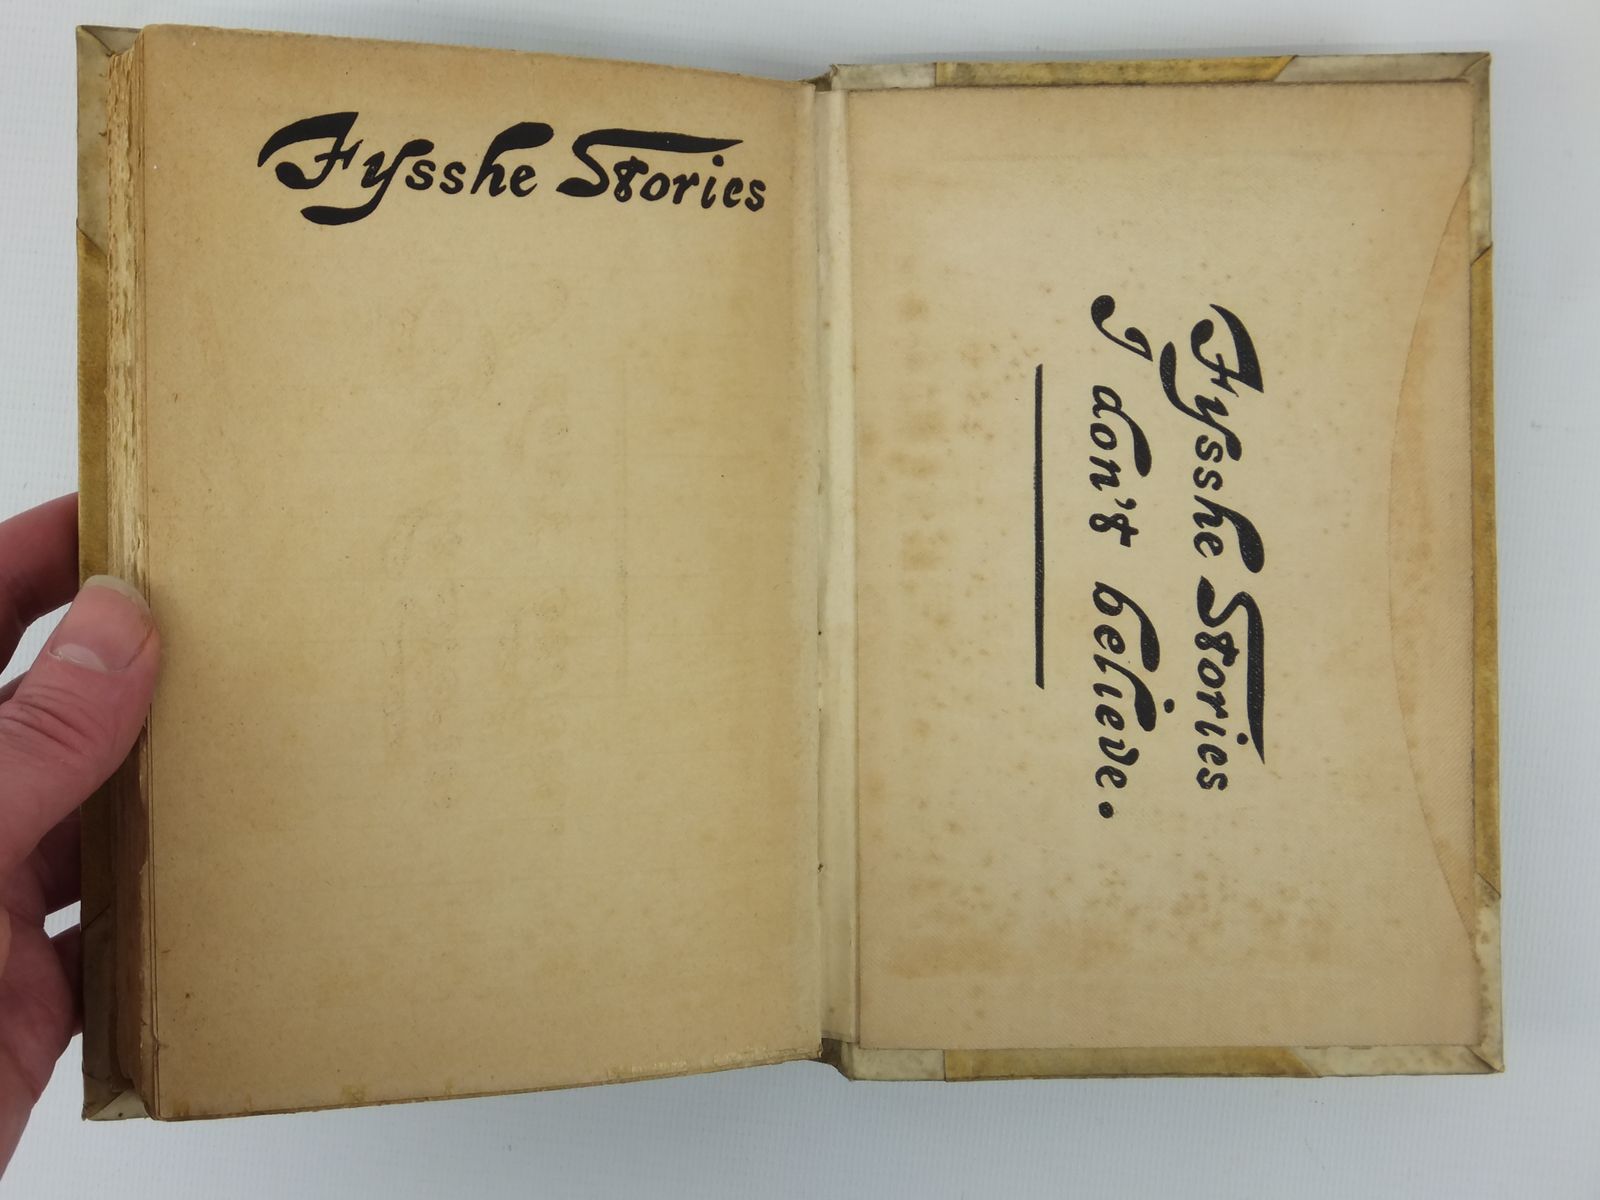 Fysshe Stories
Fysshe Stories
I don't believe.